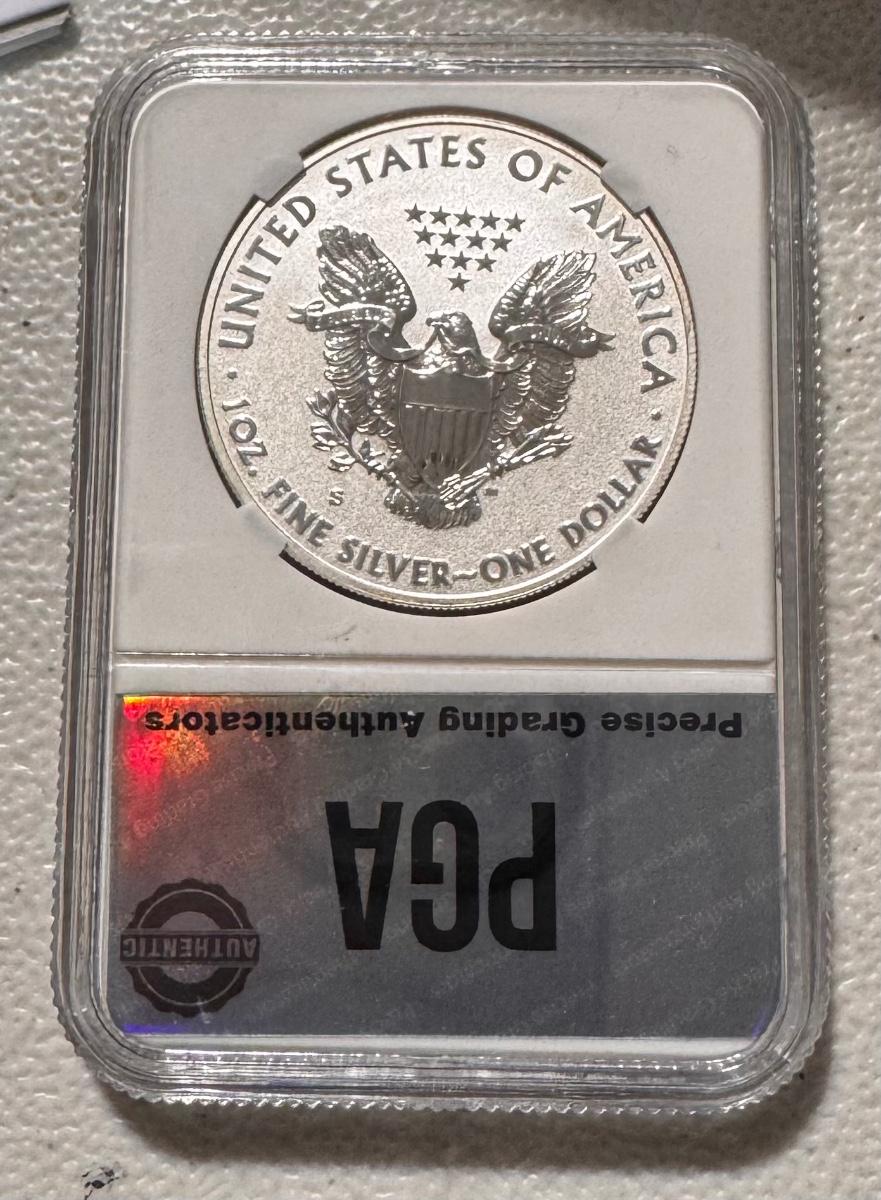 UNITED STATES OF AMERICA
1 OZ. FINE SILVER~ONE DOLLAR
S
Precise Grading Authenticators
PGA
AUTHENTIC